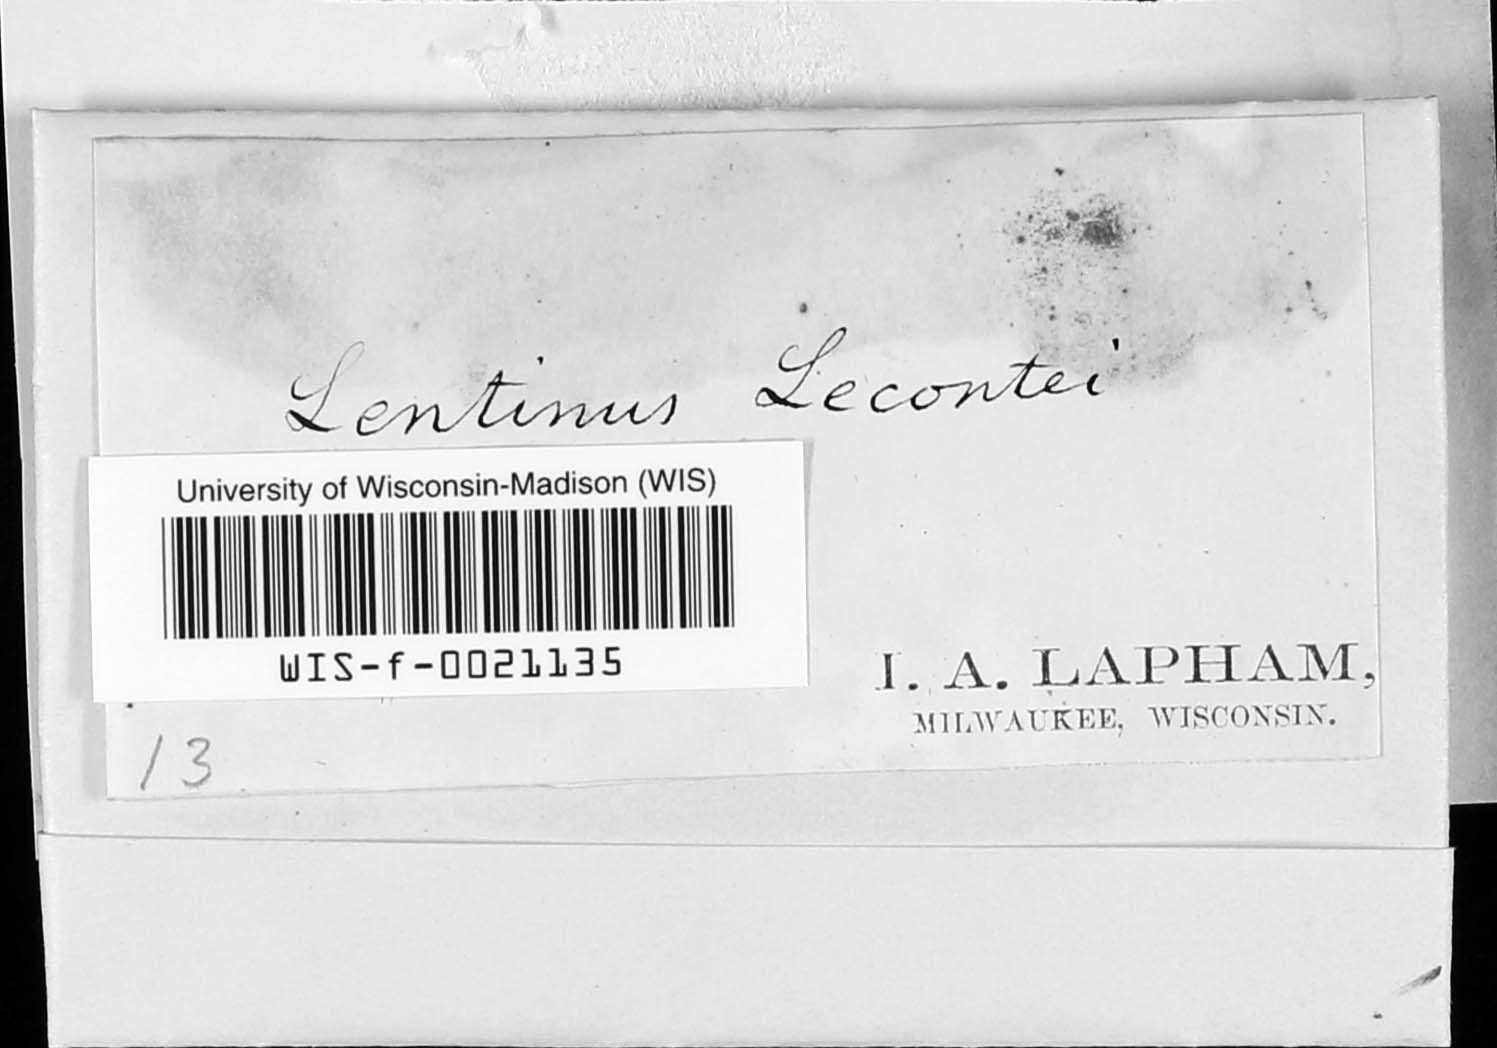 Lentinus Lecontei
University of Wisconsin-Madison (WIS)
WIS-f-0021135
I. A. LAPHAM,
MILWAUKEE, WISCONSIN.
13